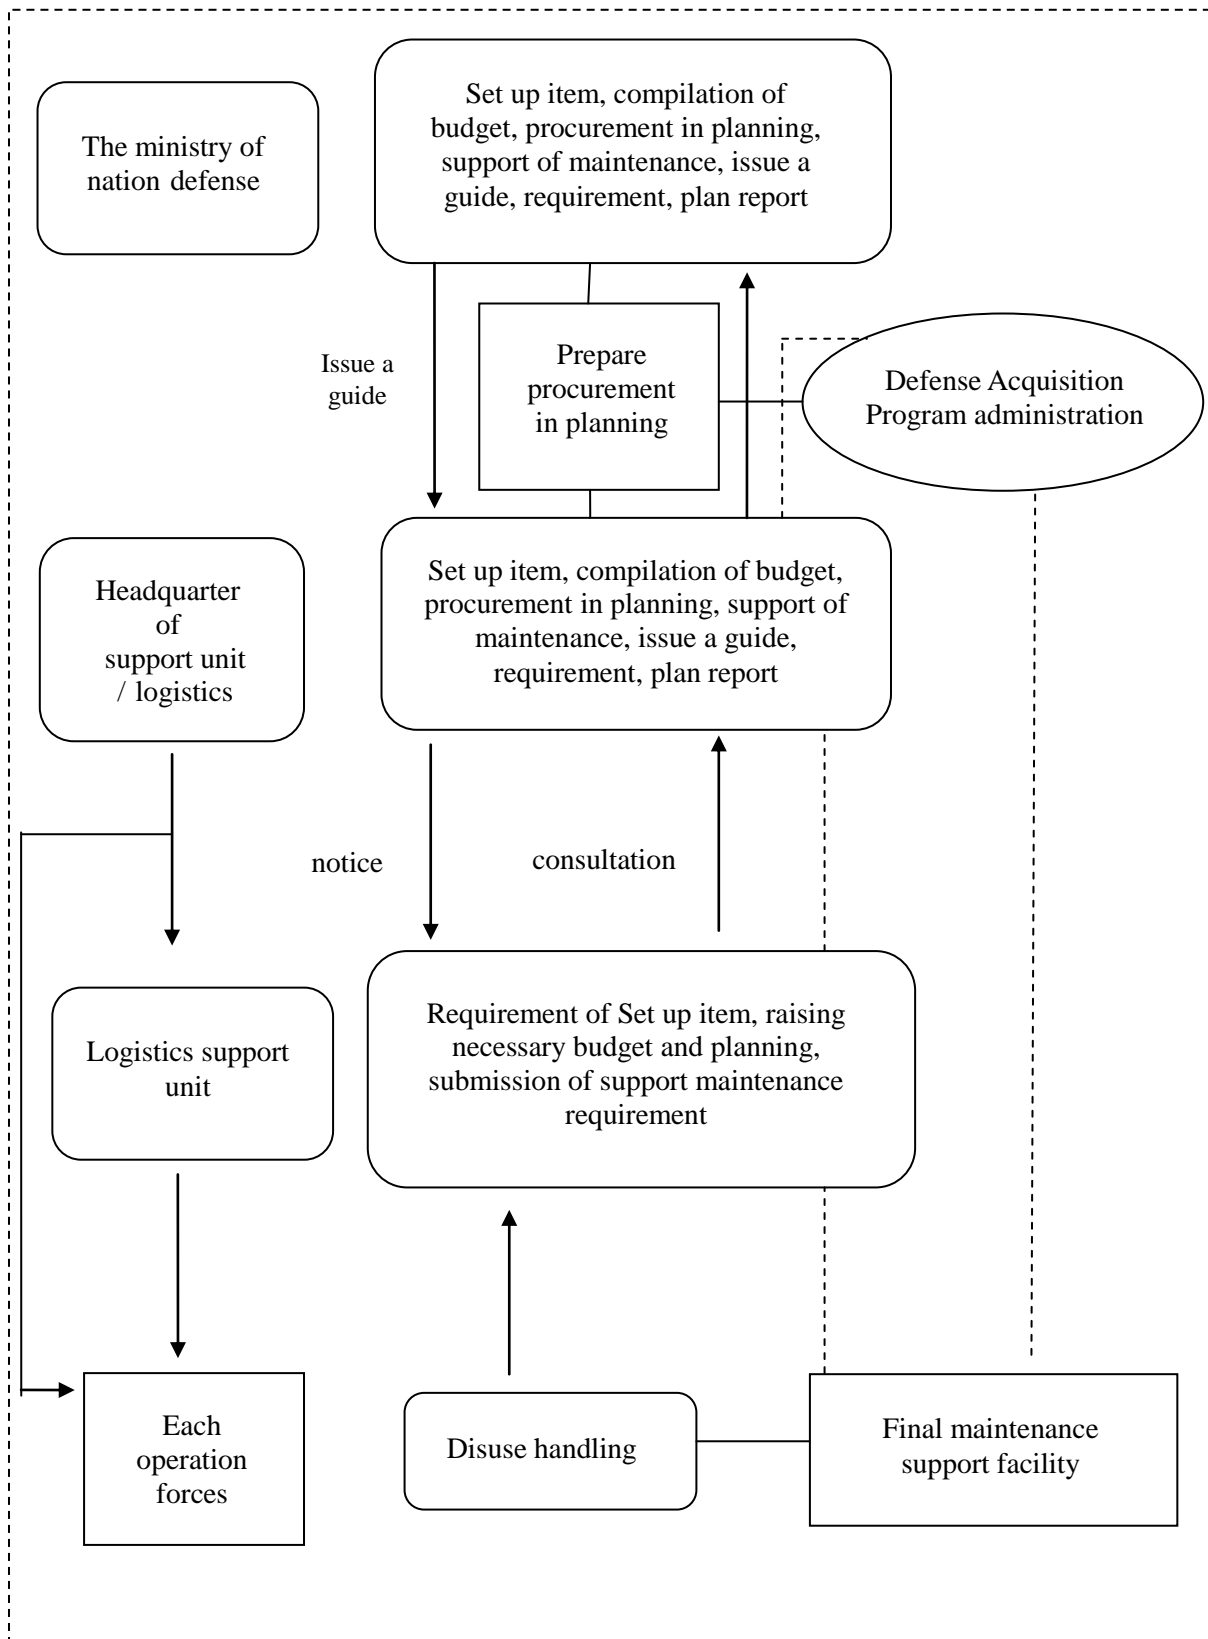 The ministry of
nation defense
Set up item, compilation of
budget, procurement in planning,
support of maintenance, issue a
guide, requirement, plan report
Issue a
guide
Prepare
procurement
in planning
Defense Acquisition
Program administration
Headquarter
of
support unit
/ logistics
Set up item, compilation of budget,
procurement in planning, support of
maintenance, issue a guide,
requirement, plan report
notice
consultation
Logistics support
unit
Requirement of Set up item, raising
necessary budget and planning,
submission of support maintenance
requirement
Each
operation
forces
Disuse handling
Final maintenance
support facility